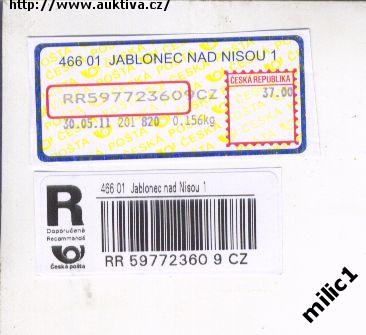 http://www.auktiva.cz/
466 01 JABLONEC NAD NISOU 1
ČESKÁ REPUBLIKA
37.00
RR597723609CZ
30.05.11 201 820 0.156kg
R
466 01 Jablonec nad Nisou 1
Doporučeně
Recommandé
Česká pošta
RR 59772360 9 CZ
milic1